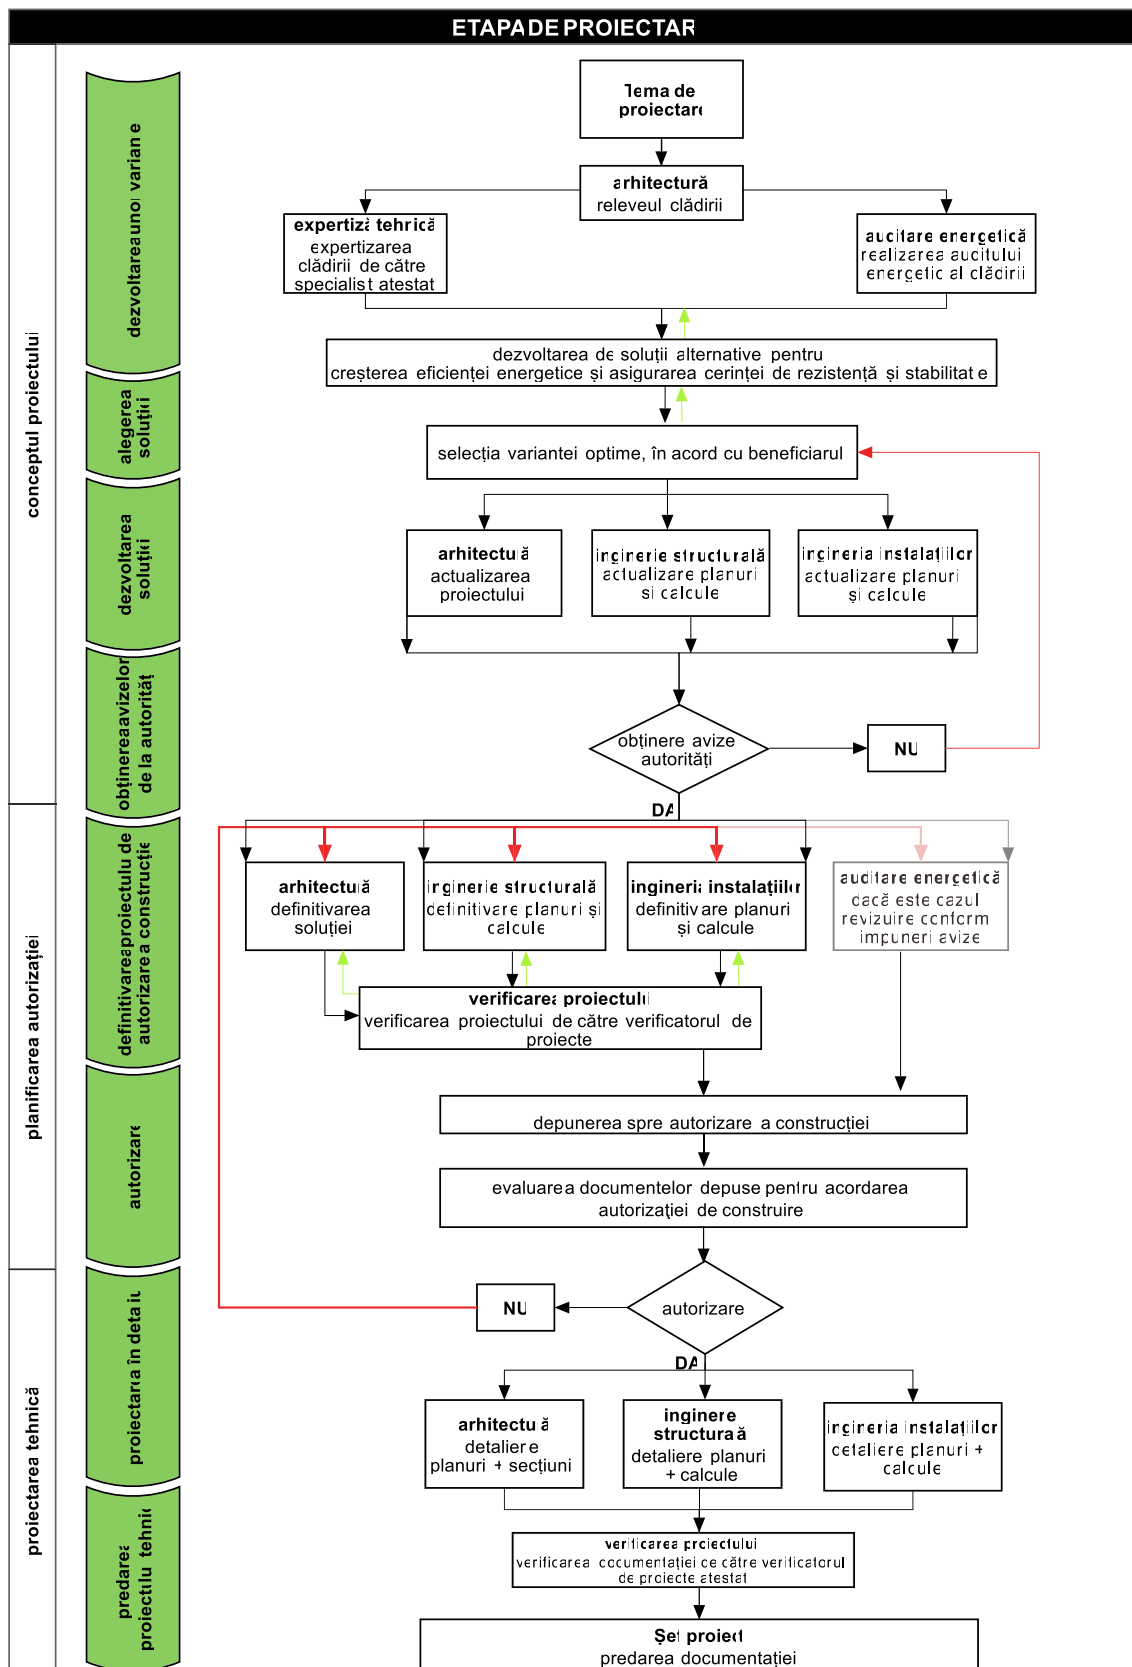 ETAPA DE PROIECTAR
conceptul proiectului
planificarea autorizației
proiectarea tehnică
dezvoltarea unor variante
alegerea
soluției
dezvoltarea
soluției
obținerea avizelor
de la autorităț
definitivarea proiectului de
autorizare a construcție
autorizare
proiectarea în detaliu
predarea
proiectului tehnic
Tema de
proiectare
arhitectură
releveul clădirii
expertiză tehnică
expertizarea
clădirii de către
specialist atestat
auditare energetică
realizarea auditului
energetic al clădirii
dezvoltarea de soluții alternative pentru
creșterea eficienței energetice și asigurarea cerinței de rezistență și stabilitate
selecția variantei optime, în acord cu beneficiarul
arhitectură
actualizarea
proiectului
inginerie structurală
actualizare planuri
si calcule
ingineria instalațiilor
actualizare planuri
și calcule
obținere avize
autorități
NU
DA
arhitectură
definitivarea
soluției
inginerie structurală
definitivare planuri și
calcule
ingineria instalațiilor
definitivare planuri
și calcule
auditare energetică
dacă este cazul
revizuire conform
impuneri avize
verificarea proiectului
verificarea proiectului de către verificatorul de
proiecte
depunerea spre autorizare a construcției
evaluarea documentelor depuse pentru acordarea
autorizației de construire
autorizare
NU
DA
arhitectură
detaliere
planuri + secțiuni
inginere
structurală
detaliere planuri
+ calcule
ingineria instalațiilor
detaliere planuri +
calcule
verificarea proiectului
verificarea documentației de către verificatorul
de proiecte atestat
Șef proiect
predarea documentației